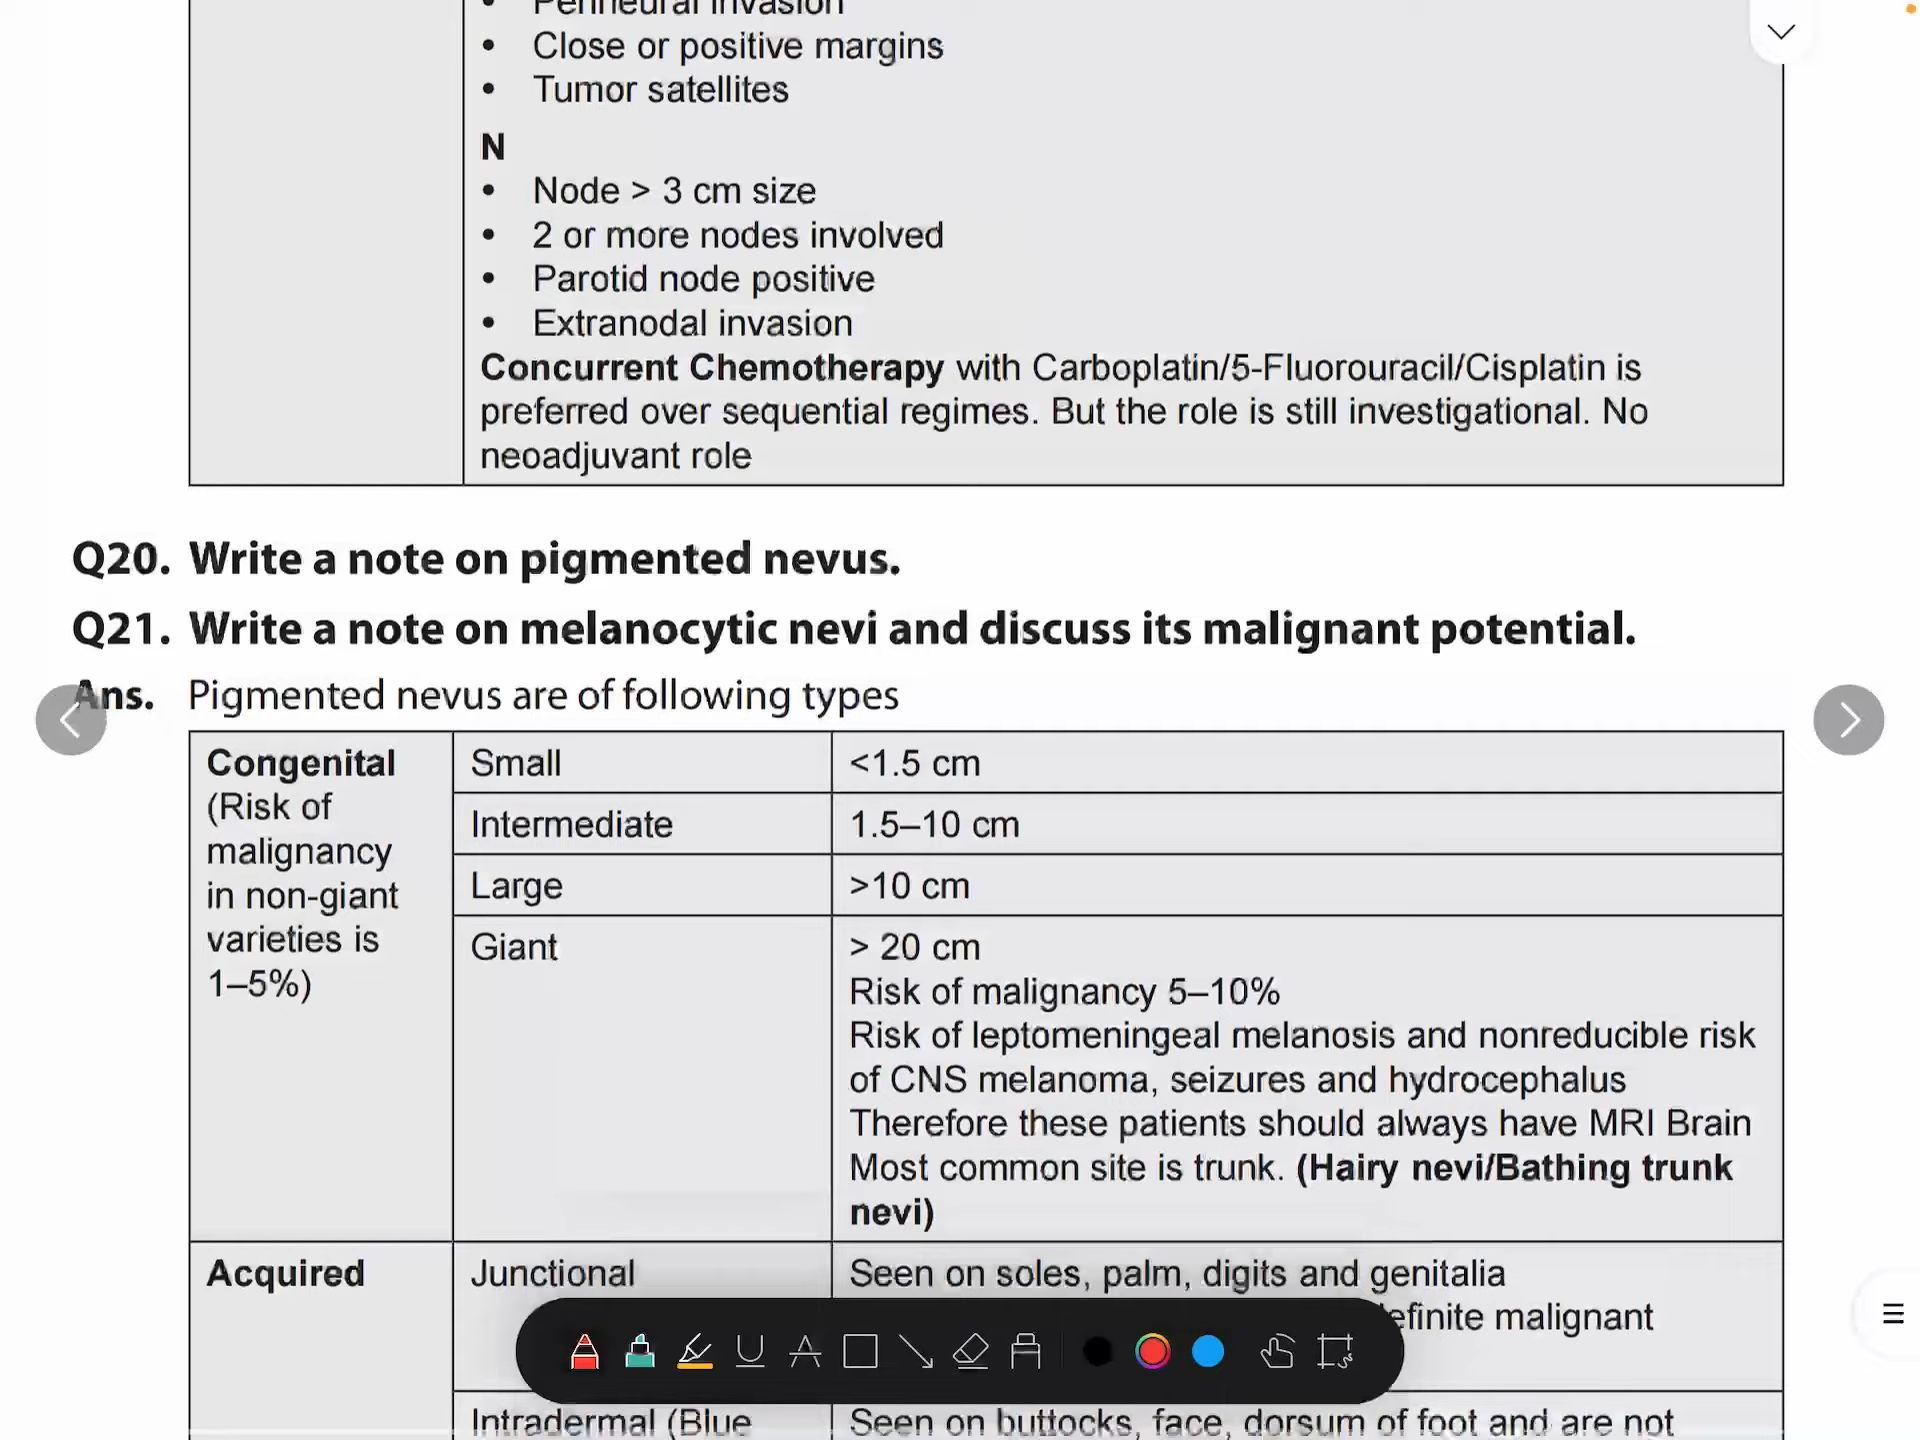 • Perineural invasion
• Close or positive margins
• Tumor satellites
N
• Node > 3 cm size
• 2 or more nodes involved
• Parotid node positive
• Extranodal invasion
Concurrent Chemotherapy with Carboplatin/5-Fluorouracil/Cisplatin is
preferred over sequential regimes. But the role is still investigational. No
neoadjuvant role
Q20. Write a note on pigmented nevus.
Q21. Write a note on melanocytic nevi and discuss its malignant potential.
Ans. Pigmented nevus are of following types
Congenital
(Risk of
malignancy
in non-giant
varieties is
1–5%)
Small
<1.5 cm
Intermediate
1.5–10 cm
Large
>10 cm
Giant
> 20 cm
Risk of malignancy 5–10%
Risk of leptomeningeal melanosis and nonreducible risk
of CNS melanoma, seizures and hydrocephalus
Therefore these patients should always have MRI Brain
Most common site is trunk. (Hairy nevi/Bathing trunk
nevi)
Acquired
Junctional
Seen on soles, palm, digits and genitalia
malignant
Intradermal (Blue
Seen on buttocks, face, dorsum of foot and are not